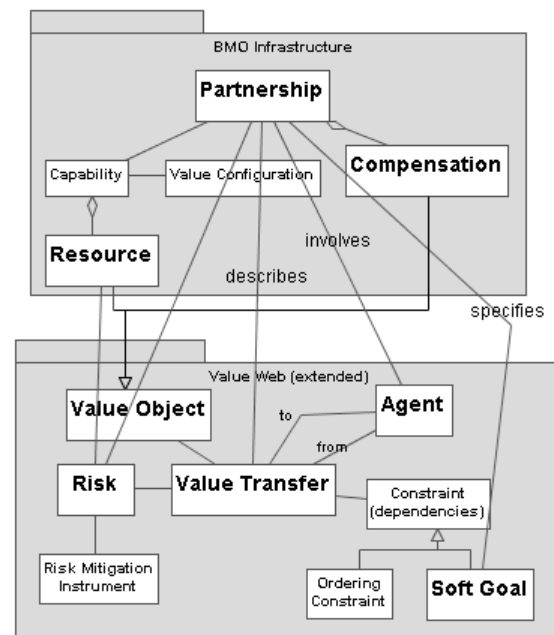 BMO Infrastructure
Partnership
Capability
Value Configuration
Compensation
Resource
involves
describes
specifies
Value Web (extended)
Value Object
to
Agent
from
Risk
Value Transfer
Constraint
(dependencies)
Risk Mitigation
Instrument
Ordering
Constraint
Soft Goal